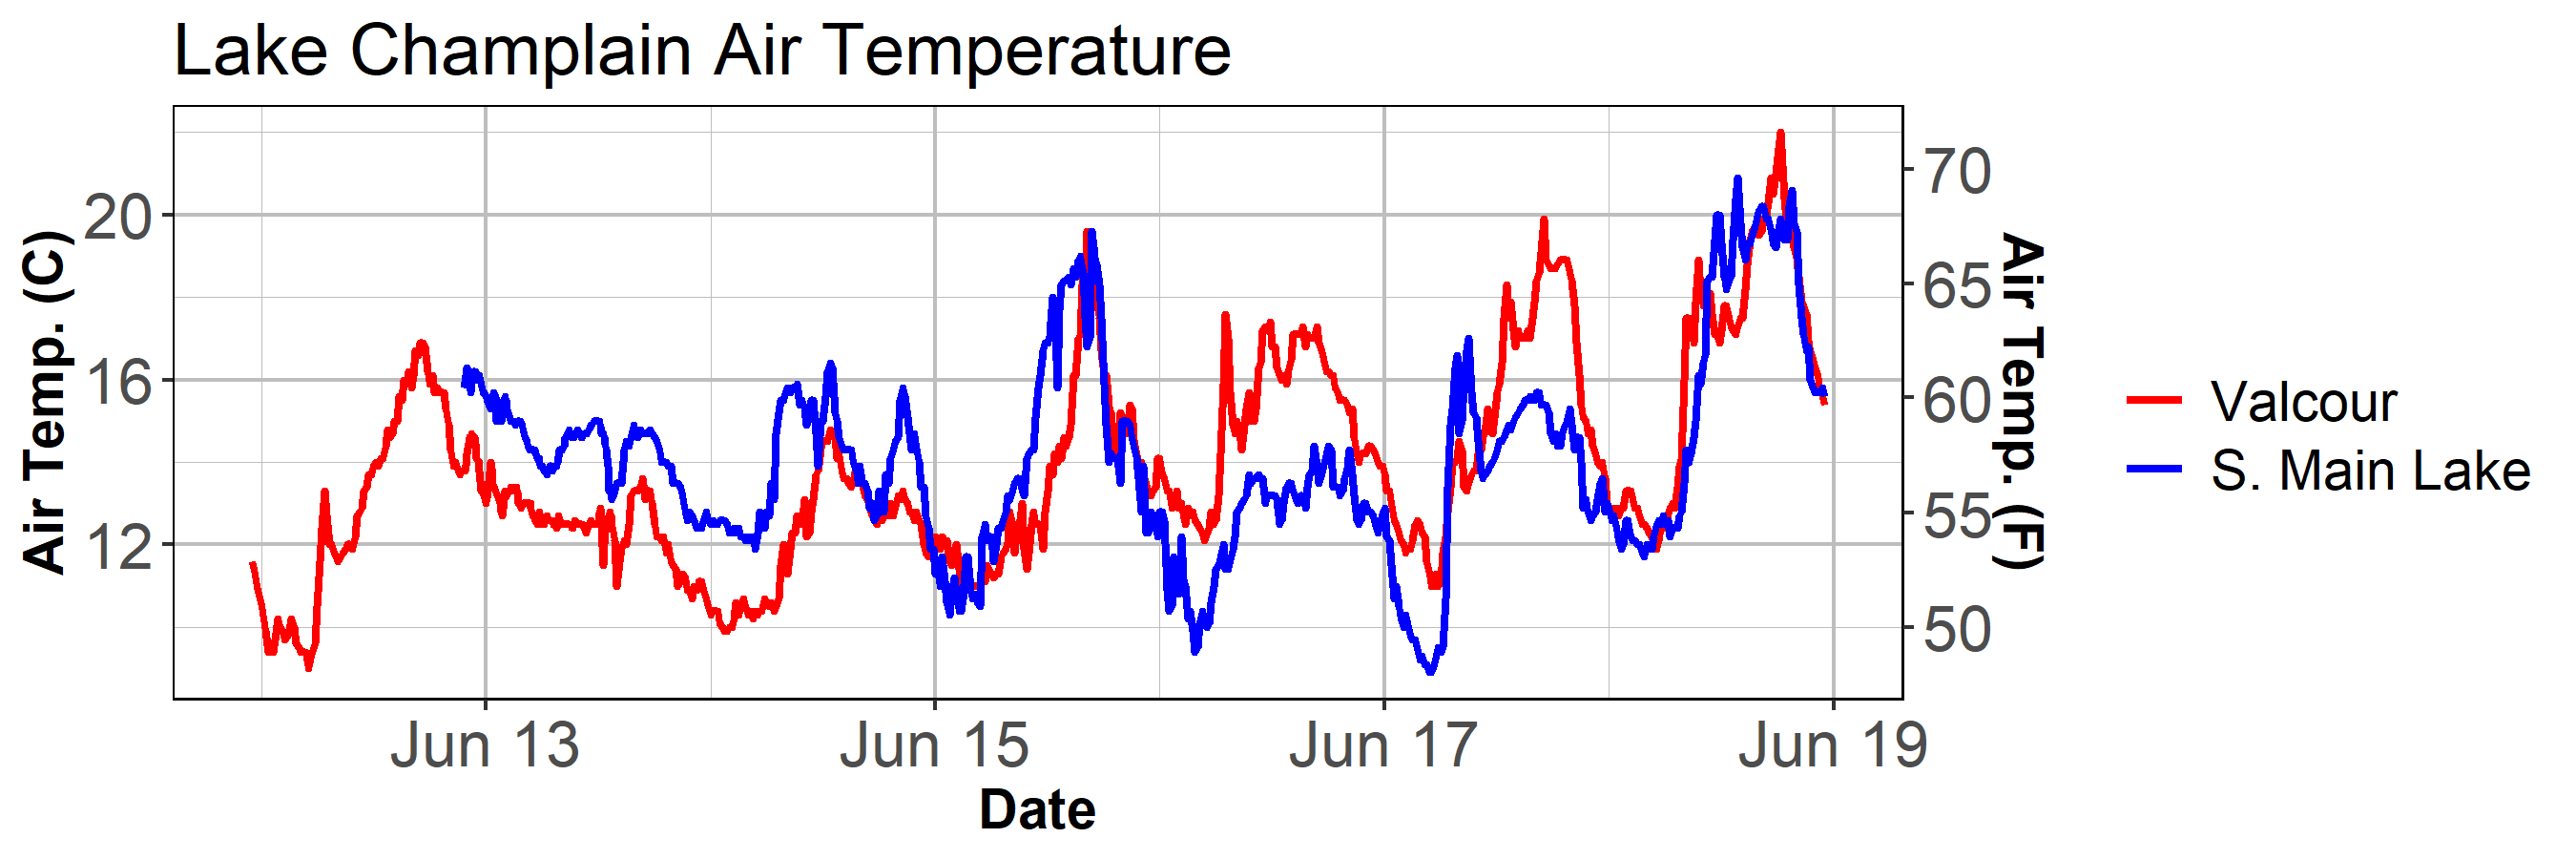 Lake Champlain Air Temperature
Air Temp. (C)
20
16
12
70
65
60
55
50
Air Temp. (F)
Jun 13
Jun 15
Jun 17
Jun 19
Date
Valcour
S. Main Lake